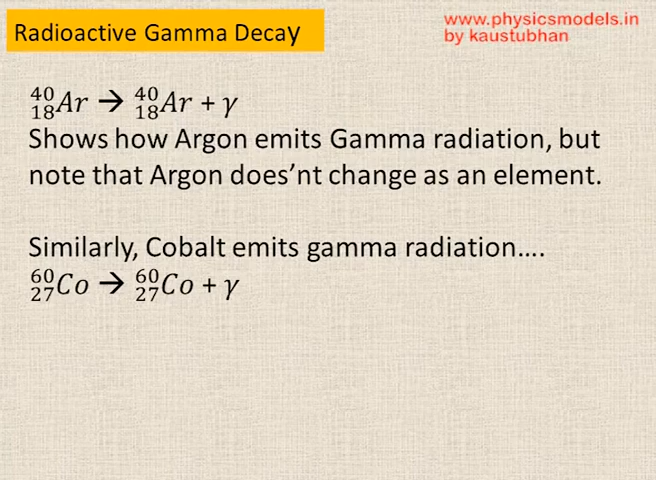 Radioactive Gamma Decay
www.physicsmodels.in
by kaustubhan
⁴⁰₁₈Ar → ⁴⁰₁₈Ar + γ
Shows how Argon emits Gamma radiation, but
note that Argon does’nt change as an element.
Similarly, Cobalt emits gamma radiation....
⁶⁰₂₇Co → ⁶⁰₂₇Co + γ